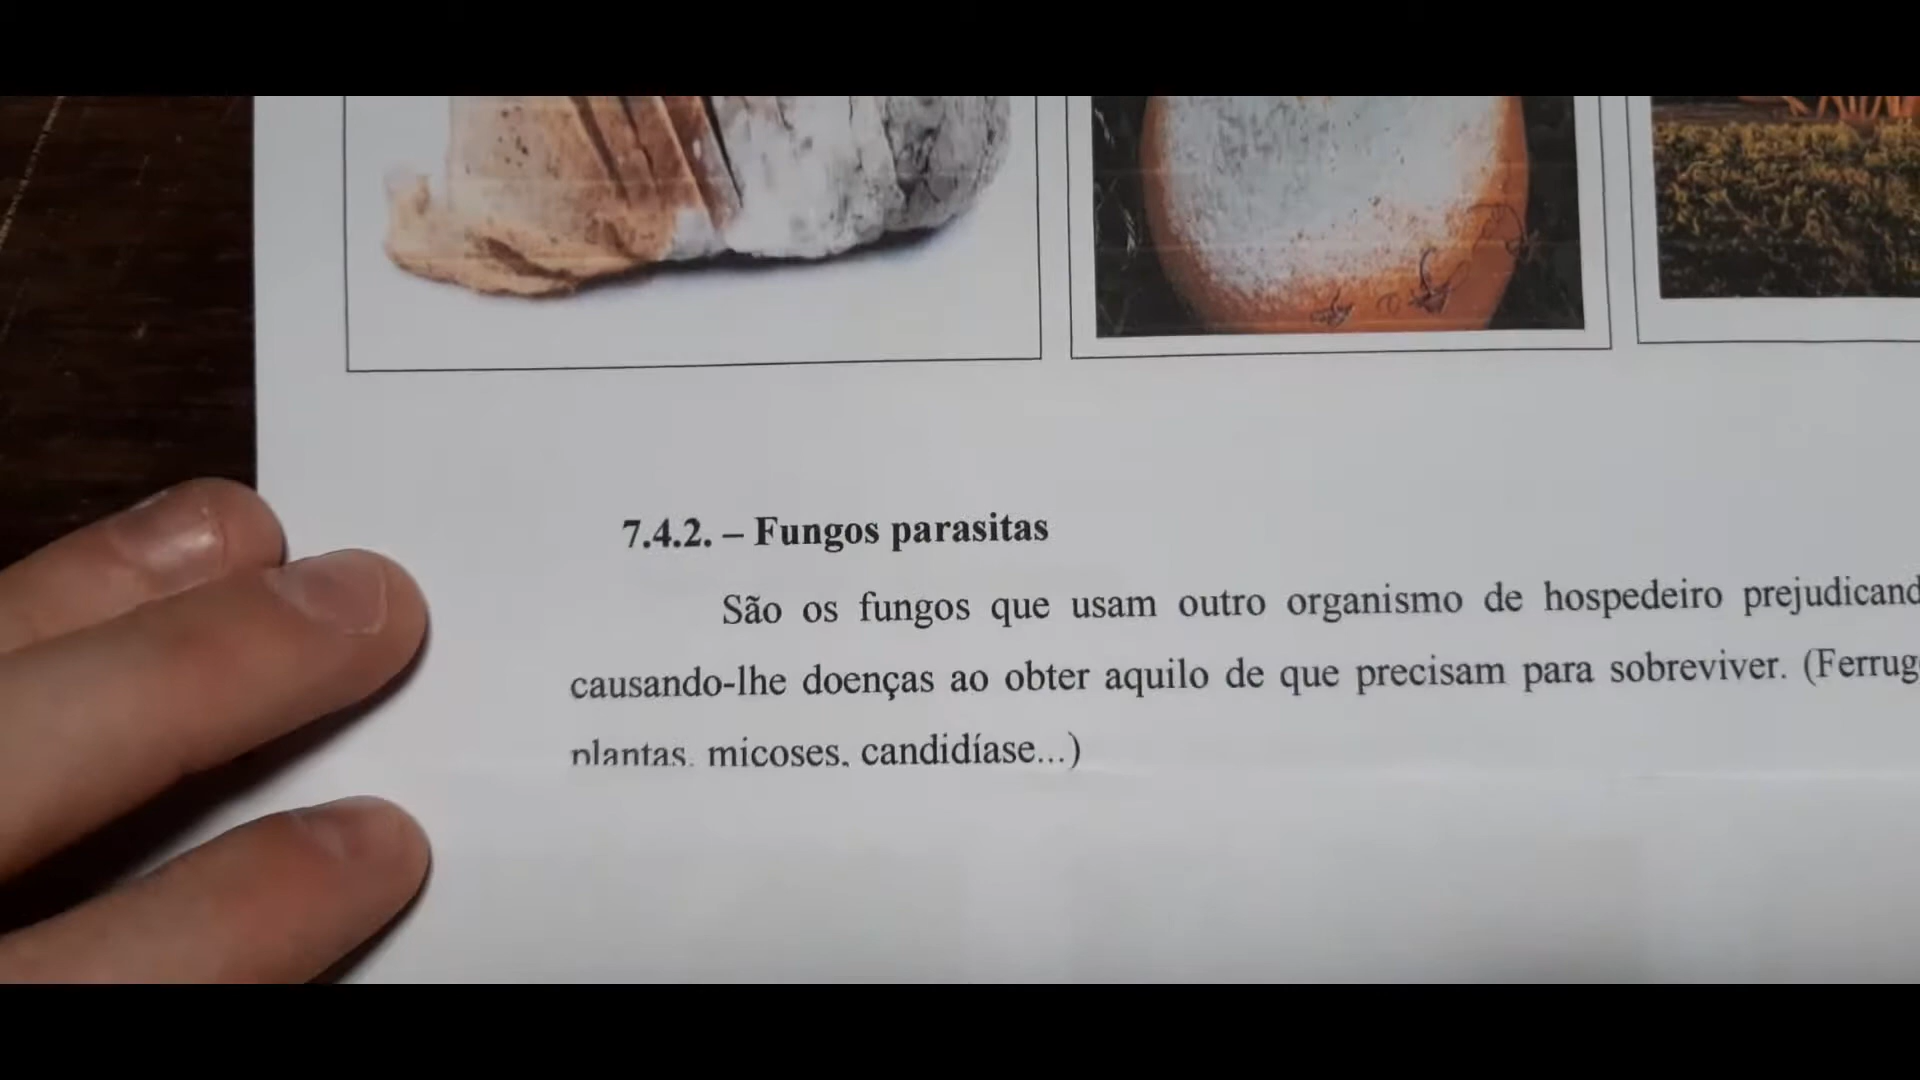 7.4.2. – Fungos parasitas
São os fungos que usam outro organismo de hospedeiro
causando-lhe doenças ao obter aquilo de que precisam para sobreviver.
plantas, micoses, candidíase...)